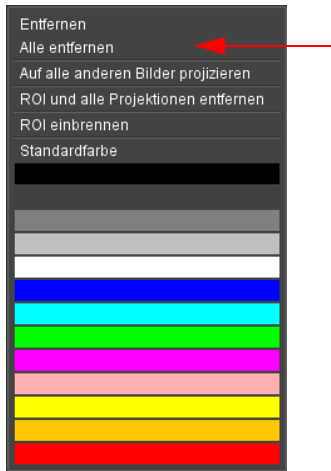 Entfernen
Alle entfernen
Auf alle anderen Bilder projizieren
ROI und alle Projektionen entfernen
ROI einbrennen
Standardfarbe